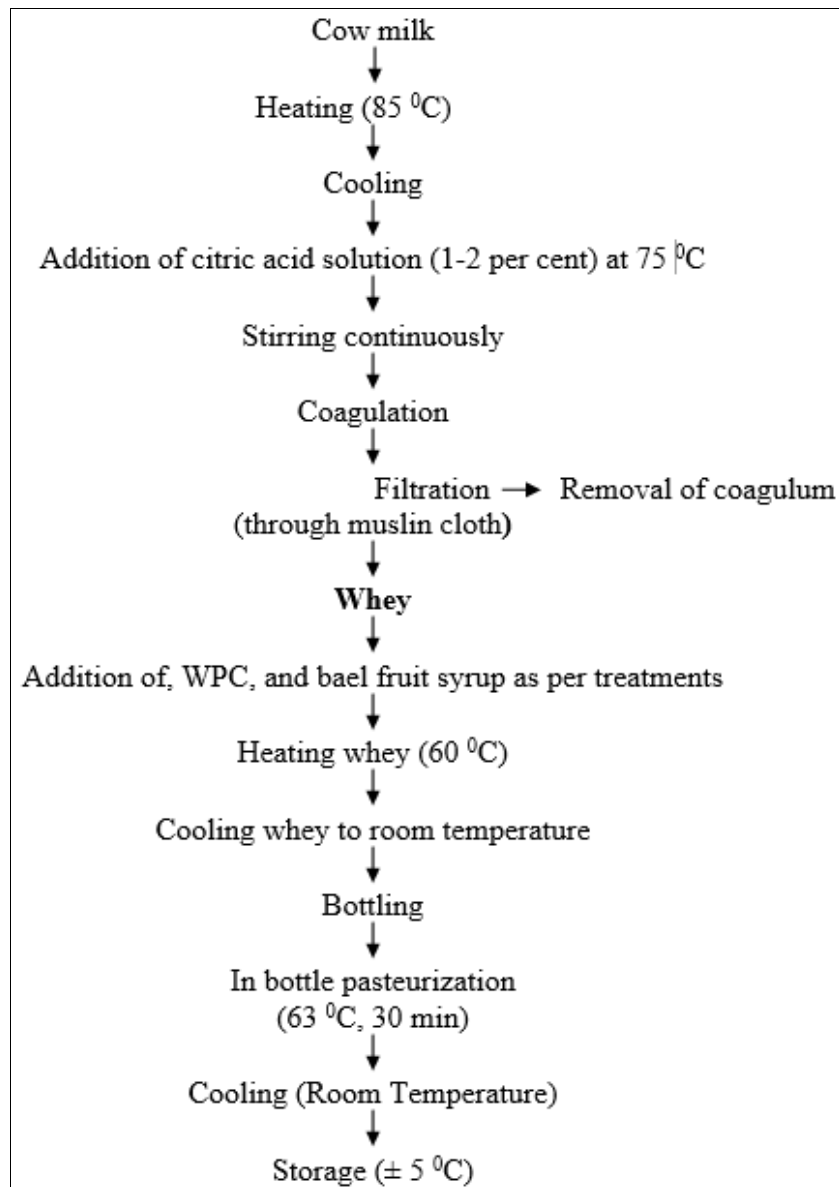 Cow milk
Heating (85 ⁰C)
Cooling
Addition of citric acid solution (1-2 per cent) at 75 ⁰C
Stirring continuously
Coagulation
Filtration → Removal of coagulum
(through muslin cloth)
Whey
Addition of, WPC, and bael fruit syrup as per treatments
Heating whey (60 ⁰C)
Cooling whey to room temperature
Bottling
In bottle pasteurization
(63 ⁰C, 30 min)
Cooling (Room Temperature)
Storage (± 5 ⁰C)